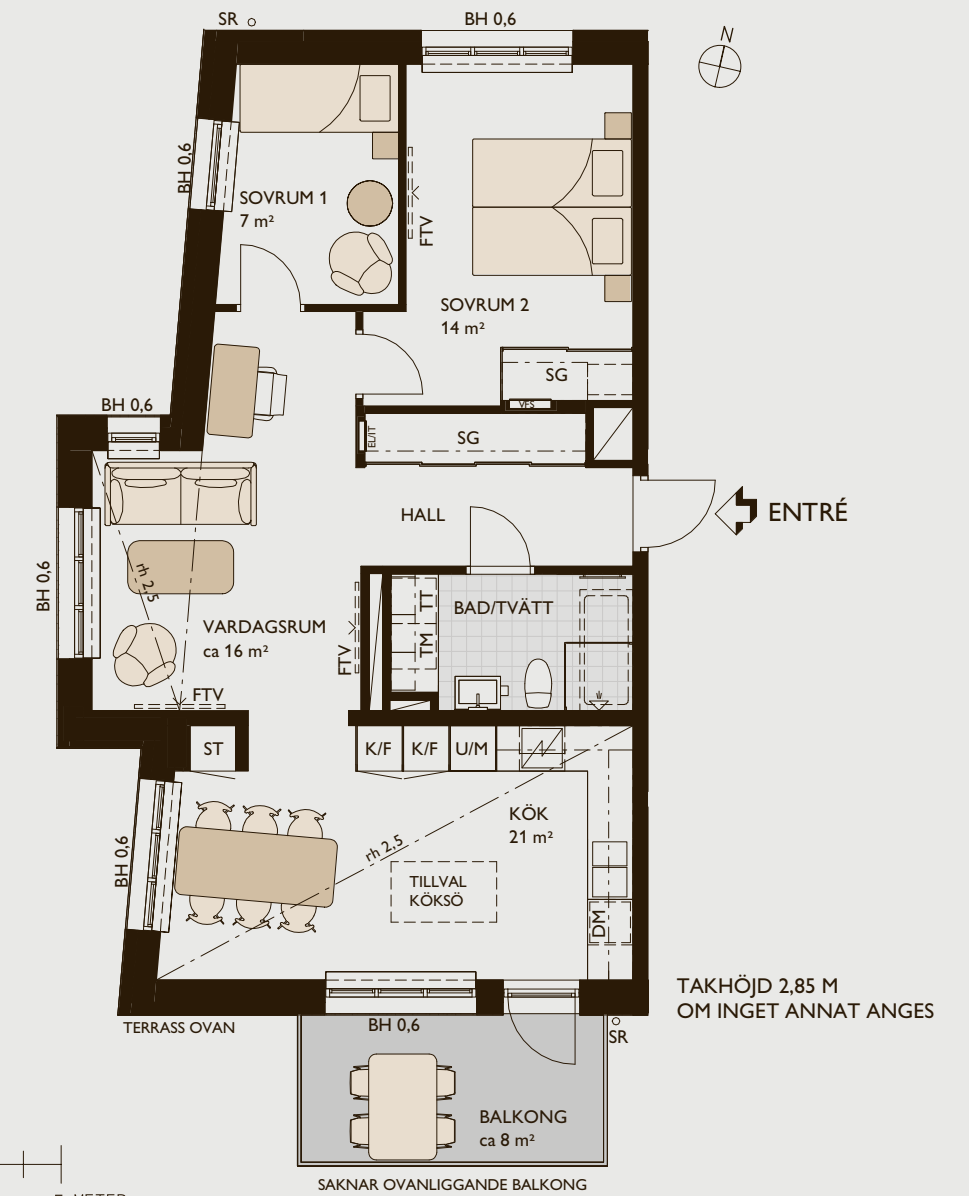 SR
BH 0,6
N
BH 0,6
SOVRUM 1
7 m²
FTV
SOVRUM 2
14 m²
SG
VFS
BH 0,6
EL/IT
SG
HALL
ENTRÉ
BH 0,6
rh 2,5
VARDAGSRUM
ca 16 m²
FTV
FTV
TT
TM
BAD/TVÄTT
ST
K/F
K/F
U/M
KÖK
21 m²
BH 0,6
rh 2,5
TILLVAL
KÖKSÖ
DM
TAKHÖJD 2,85 M
OM INGET ANNAT ANGES
TERRASS OVAN
BH 0,6
SR
BALKONG
ca 8 m²
SAKNAR OVANLIGGANDE BALKONG